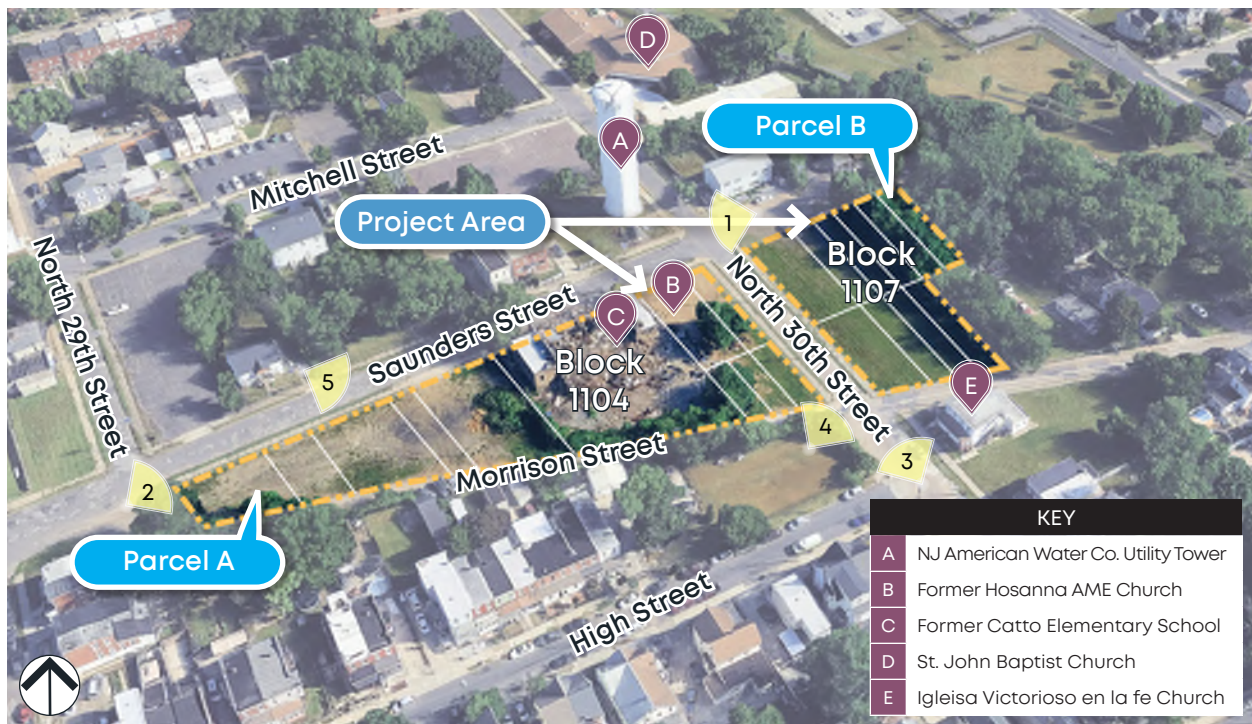 D
A
Parcel B
Mitchell Street
Project Area
1
Block
1107
North 29th Street
B
North 30th Street
C
Saunders Street
Block
1104
5
E
4
3
Morrison Street
2
Parcel A
High Street
KEY
A NJ American Water Co. Utility Tower
B Former Hosanna AME Church
C Former Catto Elementary School
D St. John Baptist Church
E Igleisa Victorioso en la fe Church